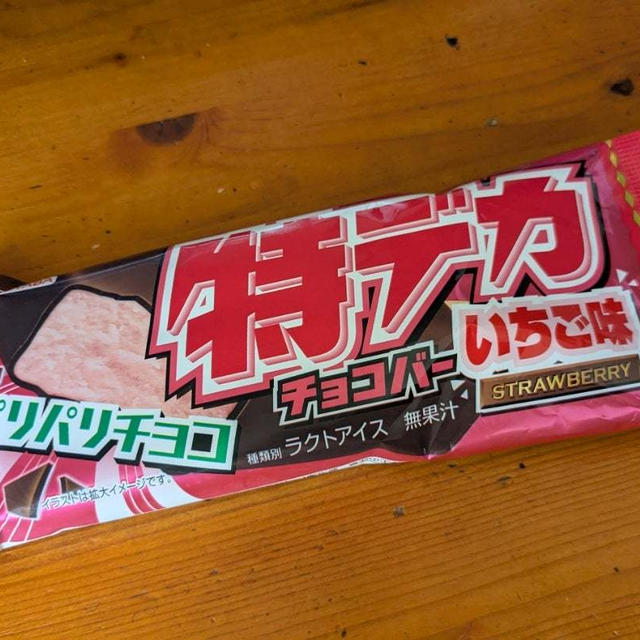 特デカ
チョコバー
いちご味
STRAWBERRY
パリパリチョコ
種類別 ラクトアイス 無果汁
イラストは拡大イメージです。